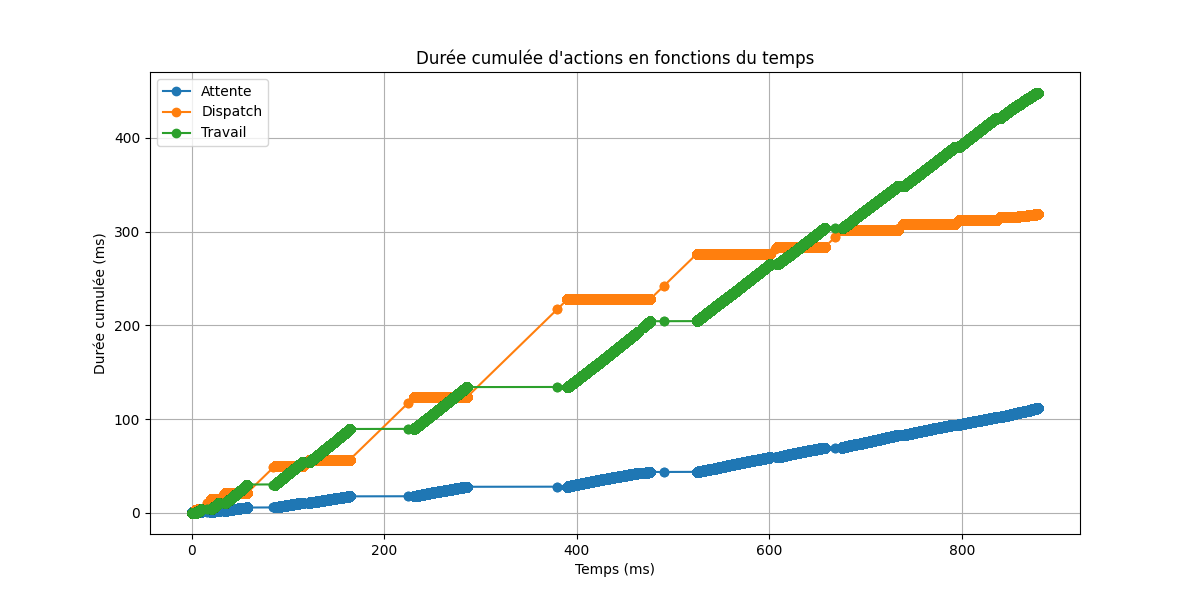 Durée cumulée d'actions en fonctions du temps
Attente
Dispatch
Travail
Durée cumulée (ms)
400
300
200
100
0
0 200 400 600 800
Temps (ms)